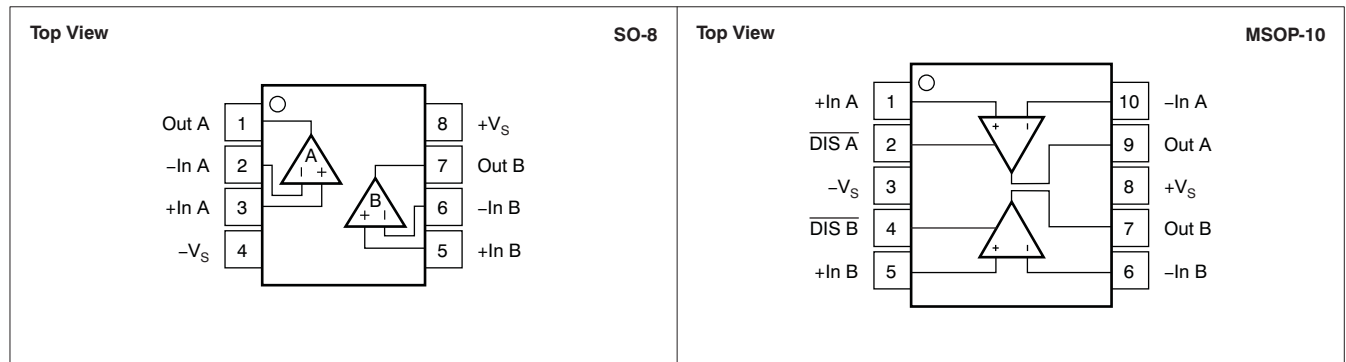 Top View SO-8
Out A 1 8 +VS
A
−In A 2 7 Out B
− +
B
+In A 3 6 −In B
+ −
−VS 4 5 +In B
Top View MSOP-10
+In A 1 10 −In A
+ −
DIS A 2 9 Out A
−VS 3 8 +VS
DIS B 4 7 Out B
+ −
+In B 5 6 −In B